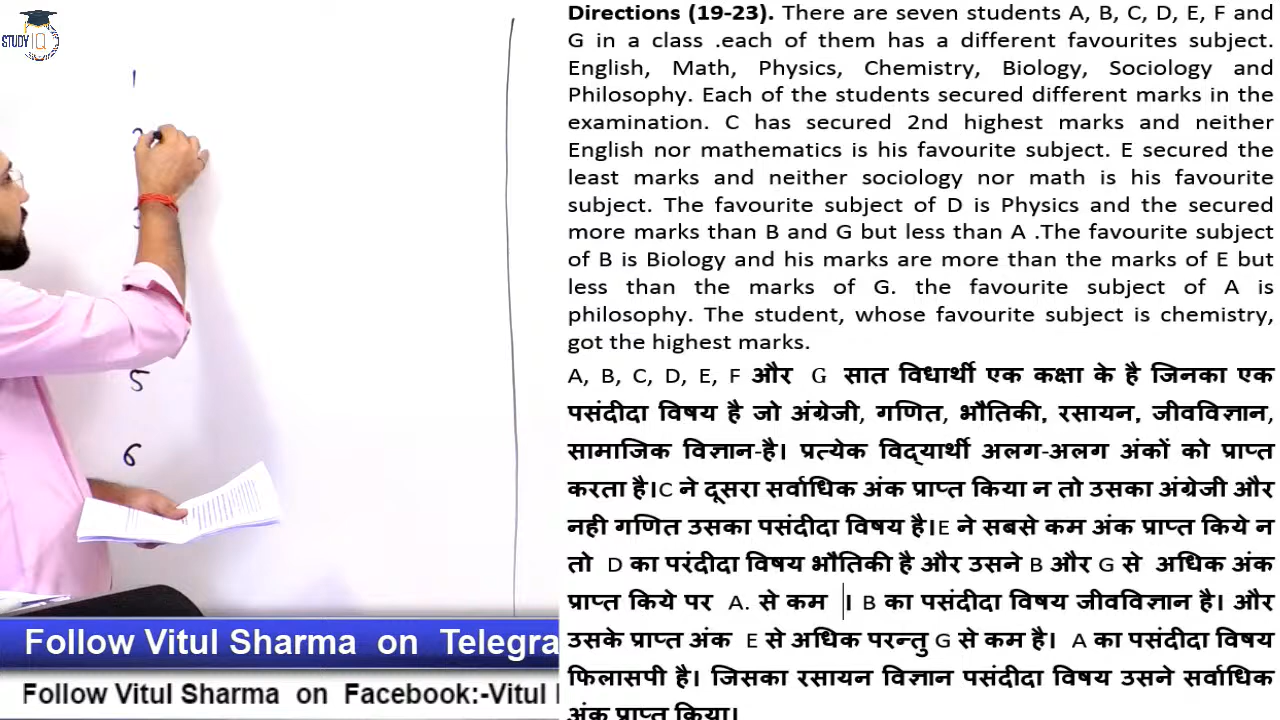 STUDY IQ
Directions (19-23). There are seven students A, B, C, D, E, F and
G in a class .each of them has a different favourites subject.
English, Math, Physics, Chemistry, Biology, Sociology and
Philosophy. Each of the students secured different marks in the
examination. C has secured 2nd highest marks and neither
English nor mathematics is his favourite subject. E secured the
least marks and neither sociology nor math is his favourite
subject. The favourite subject of D is Physics and the secured
more marks than B and G but less than A .The favourite subject
of B is Biology and his marks are more than the marks of E but
less than the marks of G. the favourite subject of A is
philosophy. The student, whose favourite subject is chemistry,
got the highest marks.
A, B, C, D, E, F और G सात विधार्थी एक कक्षा के है जिनका एक
पसंदीदा विषय है जो अंग्रेजी, गणित, भौतिकी, रसायन, जीवविज्ञान,
सामाजिक विज्ञान-है। प्रत्येक विद्यार्थी अलग-अलग अंकों को प्राप्त
करता है।C ने दूसरा सर्वाधिक अंक प्राप्त किया न तो उसका अंग्रेजी और
नही गणित उसका पसंदीदा विषय है।E ने सबसे कम अंक प्राप्त किये न
तो D का परंदीदा विषय भौतिकी है और उसने B और G से अधिक अंक
प्राप्त किये पर A. से कम । B का पसंदीदा विषय जीवविज्ञान है। और
उसके प्राप्त अंक E से अधिक परन्तु G से कम है। A का पसंदीदा विषय
फिलासपी है। जिसका रसायन विज्ञान पसंदीदा विषय उसने सर्वाधिक
अंक प्राप्त किया।
1
2
5
6
Follow Vitul Sharma on Telegra
Follow Vitul Sharma on Facebook:-Vitul